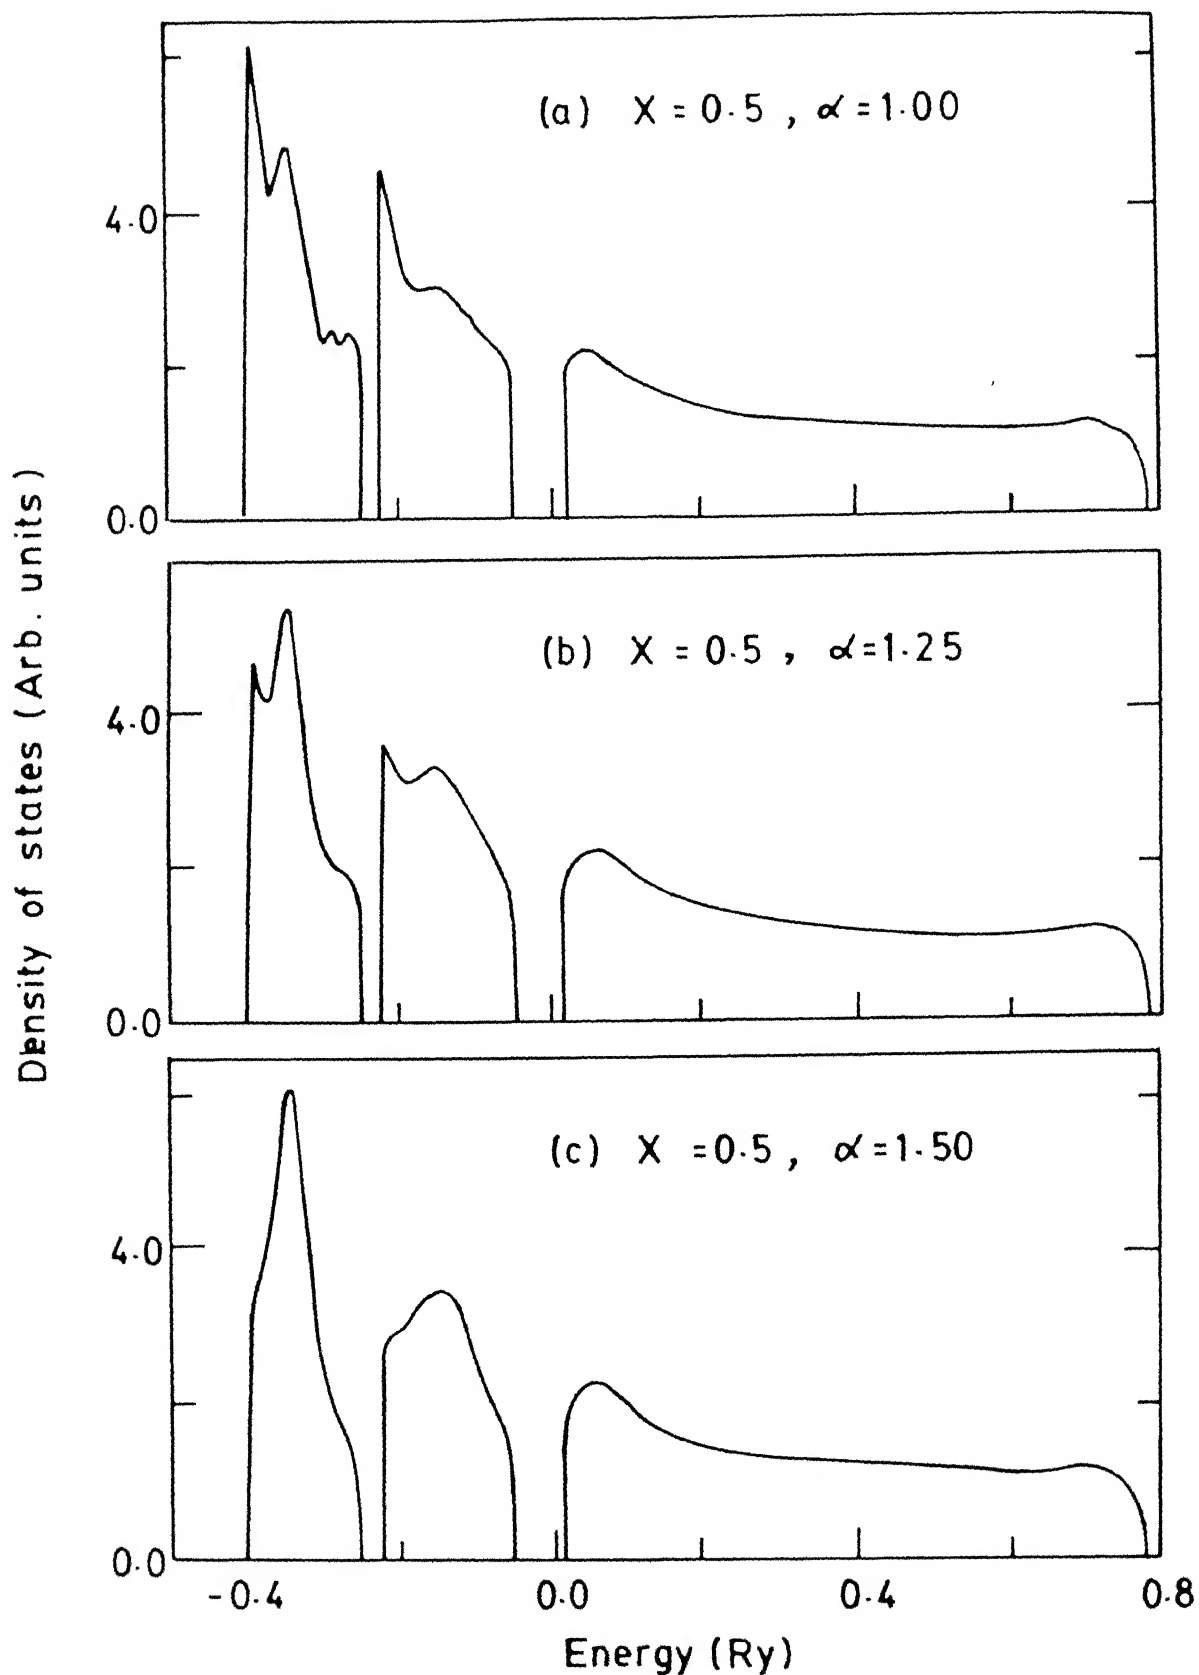 (a) X = 0.5 , α = 1.00
4.0
0.0
(b) X = 0.5 , α = 1.25
4.0
0.0
(c) X = 0.5 , α = 1.50
4.0
0.0
-0.4 0.0 0.4 0.8
Energy (Ry)
Density of states (Arb. units)